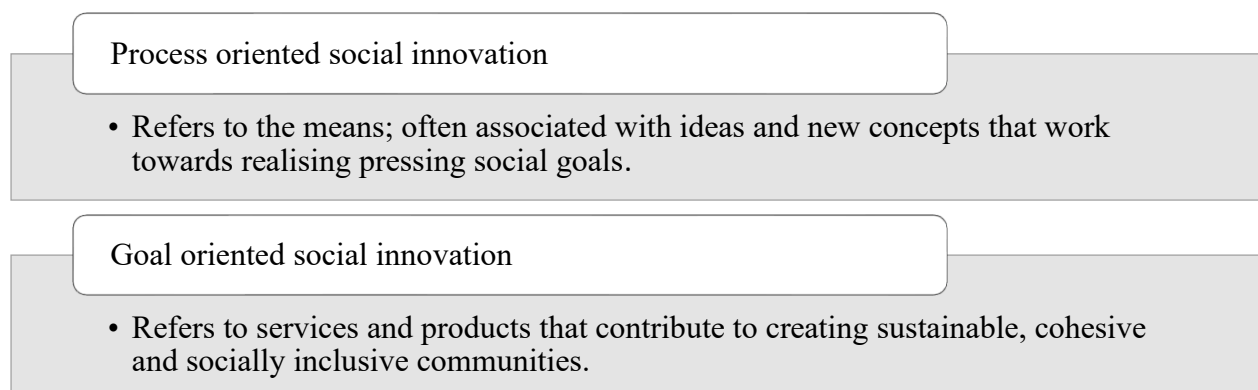 Process oriented social innovation
• Refers to the means; often associated with ideas and new concepts that work
towards realising pressing social goals.
Goal oriented social innovation
• Refers to services and products that contribute to creating sustainable, cohesive
and socially inclusive communities.